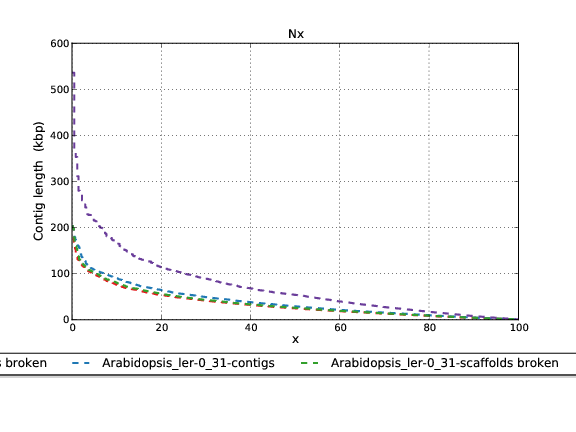 Nx
600
500
400
300
200
100
0
Contig length (kbp)
0 20 40 60 80 100
x
s broken Arabidopsis_ler-0_31-contigs Arabidopsis_ler-0_31-scaffolds broken